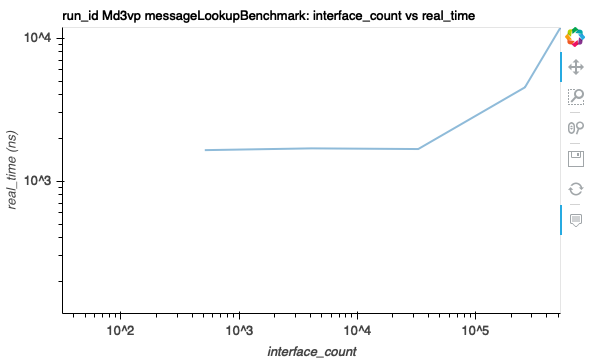 run_id Md3vp messageLookupBenchmark: interface_count vs real_time
10^4
10^3
real_time (ns)
10^2
10^3
10^4
10^5
interface_count